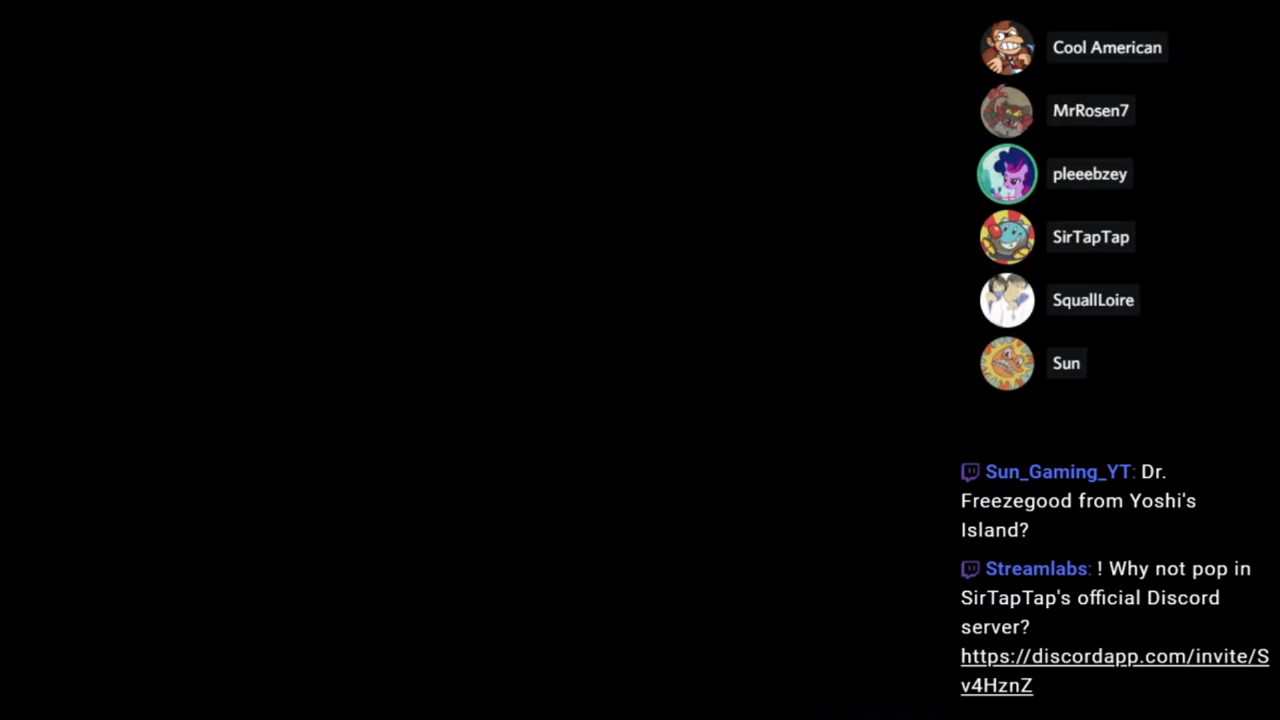 Cool American
MrRosen7
pleeebzey
SirTapTap
SquallLoire
Sun
Sun_Gaming_YT: Dr.
Freezegood from Yoshi's
Island?
Streamlabs: ! Why not pop in
SirTapTap's official Discord
server?
https://discordapp.com/invite/S
v4HznZ